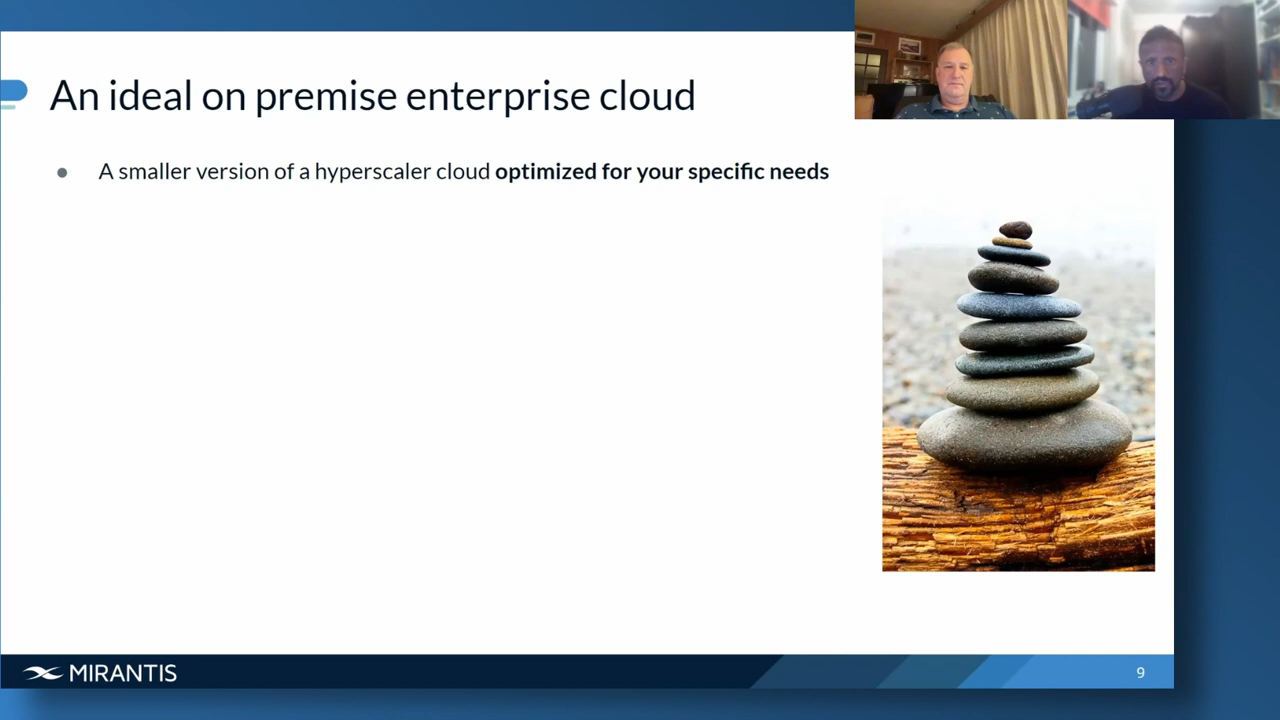 An ideal on premise enterprise cloud
● A smaller version of a hyperscaler cloud optimized for your specific needs
MIRANTIS
9